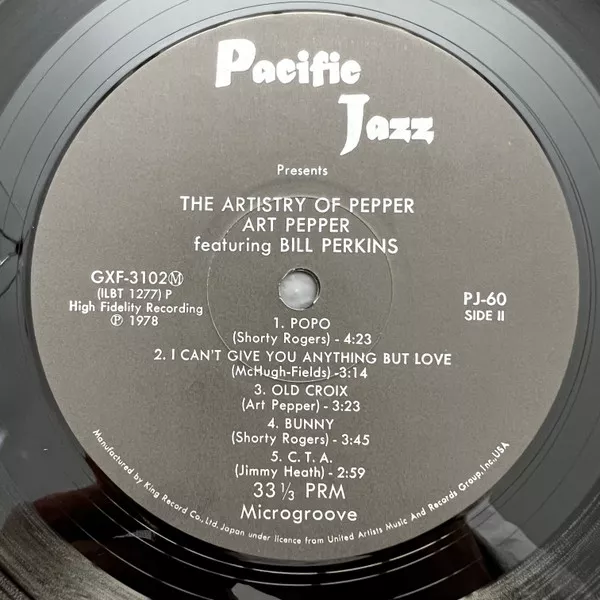 Pacific
Jazz
Presents
THE ARTISTRY OF PEPPER
ART PEPPER
featuring BILL PERKINS
GXF-3102Ⓜ
(ILBT 1277) P
High Fidelity Recording
Ⓟ 1978
PJ-60
SIDE II
1. POPO
(Shorty Rogers) - 4:23
2. I CAN'T GIVE YOU ANYTHING BUT LOVE
(McHugh-Fields) -3:14
3. OLD CROIX
(Art Pepper) - 3:23
4. BUNNY
(Shorty Rogers) - 3:45
5. C. T. A.
(Jimmy Heath) - 2:59
33 1/3 PRM
Microgroove
Manufactured by King Record Co., Ltd. Japan under licence from United Artists Music And Records Group, Inc., USA